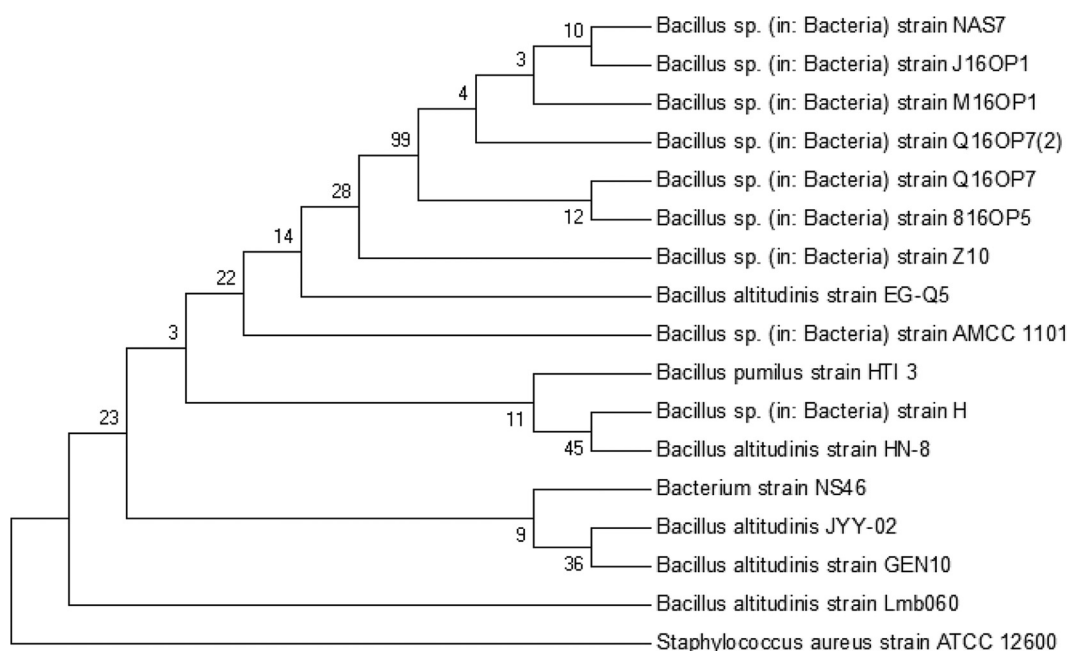 Bacillus sp. (in: Bacteria) strain NAS7
10
Bacillus sp. (in: Bacteria) strain J16OP1
3
Bacillus sp. (in: Bacteria) strain M16OP1
4
Bacillus sp. (in: Bacteria) strain Q16OP7(2)
99
Bacillus sp. (in: Bacteria) strain Q16OP7
28
12
Bacillus sp. (in: Bacteria) strain 816OP5
14
Bacillus sp. (in: Bacteria) strain Z10
22
Bacillus altitudinis strain EG-Q5
3
Bacillus sp. (in: Bacteria) strain AMCC 1101
Bacillus pumilus strain HTI 3
23
11
Bacillus sp. (in: Bacteria) strain H
45
Bacillus altitudinis strain HN-8
Bacterium strain NS46
9
Bacillus altitudinis JYY-02
36
Bacillus altitudinis strain GEN10
Bacillus altitudinis strain Lmb060
Staphylococcus aureus strain ATCC 12600